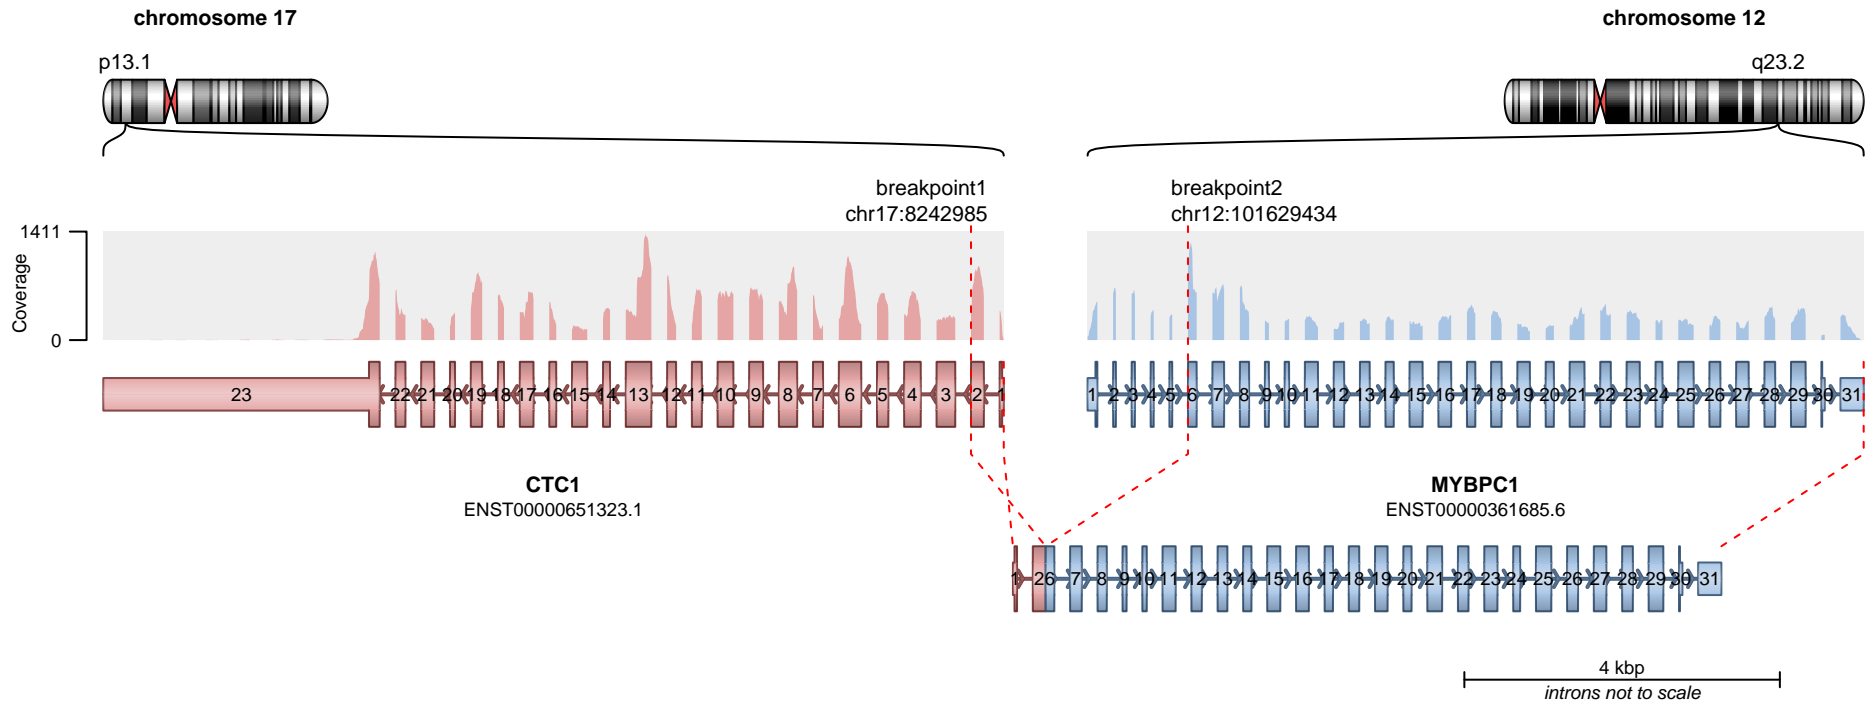 chromosome 17
chromosome 12
p13.1
q23.2
breakpoint1
chr17:8242985
breakpoint2
chr12:101629434
1411
Coverage
0
23 22 21 20 19 18 17 16 15 14 13 12 11 10 9 8 7 6 5 4 3 2 1
1 2 3 4 5 6 7 8 9 10 11 12 13 14 15 16 17 18 19 20 21 22 23 24 25 26 27 28 29 30 31
CTC1
ENST00000651323.1
MYBPC1
ENST00000361685.6
1 2 6 7 8 9 10 11 12 13 14 15 16 17 18 19 20 21 22 23 24 25 26 27 28 29 30 31
4 kbp
introns not to scale